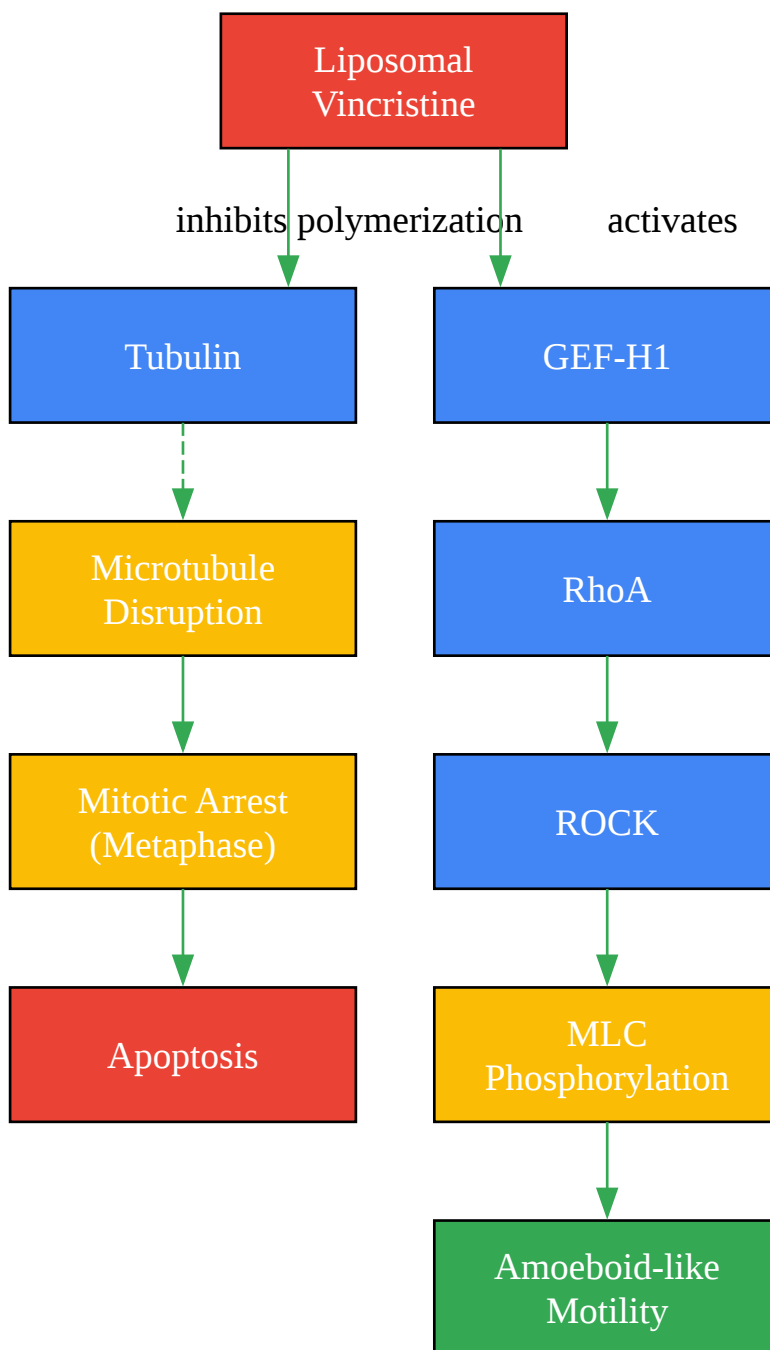 Liposomal
Vincristine
inhibits polymerization
activates
Tubulin
GEF-H1
Microtubule
Disruption
RhoA
Mitotic Arrest
(Metaphase)
ROCK
Apoptosis
MLC
Phosphorylation
Amoeboid-like
Motility